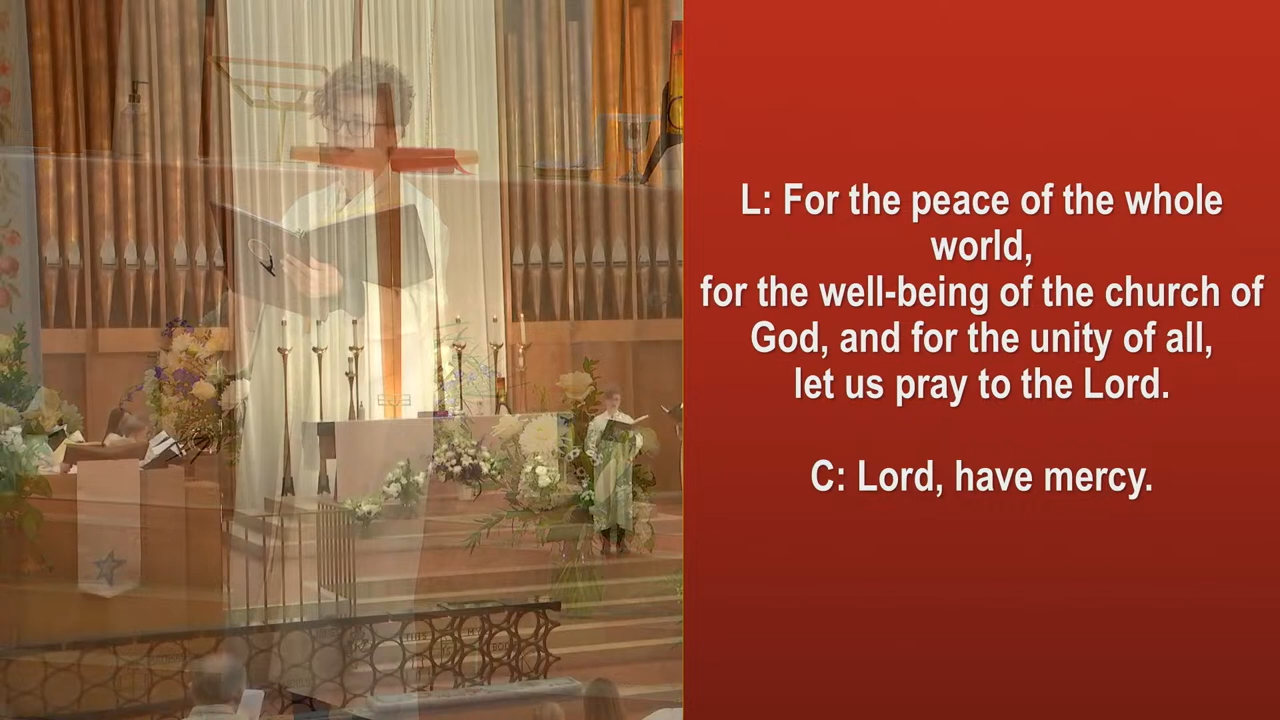 L: For the peace of the whole
world,
for the well-being of the church of
God, and for the unity of all,
let us pray to the Lord.
C: Lord, have mercy.